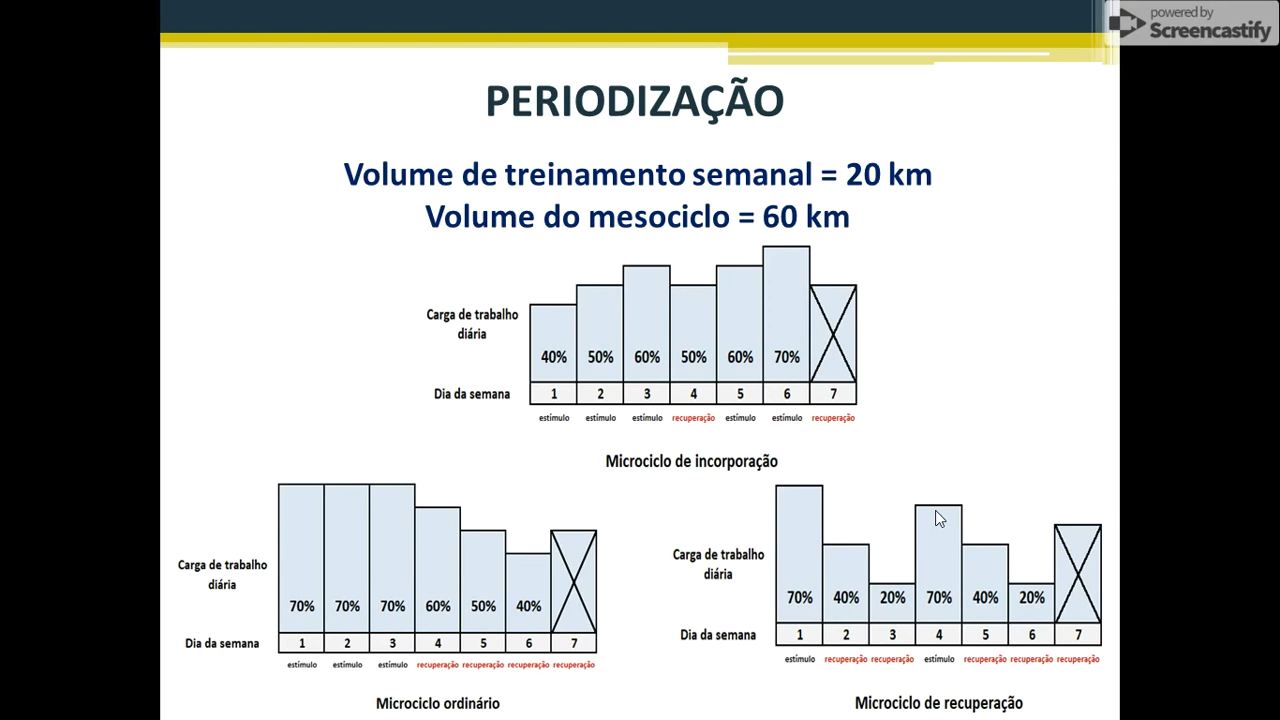 powered by
Screencastify
PERIODIZAÇÃO
Volume de treinamento semanal = 20 km
Volume do mesociclo = 60 km
Carga de trabalho
diária
40% 50% 60% 50% 60% 70%
Dia da semana 1 2 3 4 5 6 7
estímulo estímulo estímulo recuperação estímulo estímulo recuperação
Microciclo de incorporação
Carga de trabalho
diária
70% 70% 70% 60% 50% 40%
Dia da semana 1 2 3 4 5 6 7
estímulo estímulo estímulo recuperação recuperação recuperação recuperação
Microciclo ordinário
Carga de trabalho
diária
70% 40% 20% 70% 40% 20%
Dia da semana 1 2 3 4 5 6 7
estímulo recuperação recuperação estímulo recuperação recuperação recuperação
Microciclo de recuperação